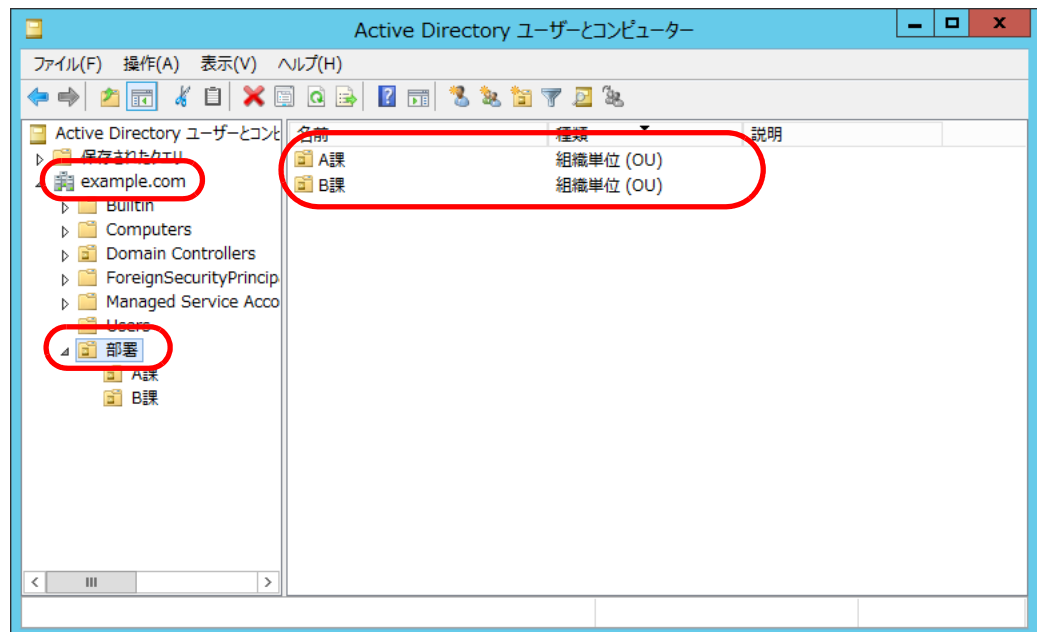 Active Directory ユーザーとコンピューター
ファイル(F) 操作(A) 表示(V) ヘルプ(H)
Active Directory ユーザーとコンピ
保存されたクエリ
example.com
Builtin
Computers
Domain Controllers
ForeignSecurityPrincip
Managed Service Acco
Users
部署
A課
B課
名前 種類 説明
A課 組織単位 (OU)
B課 組織単位 (OU)